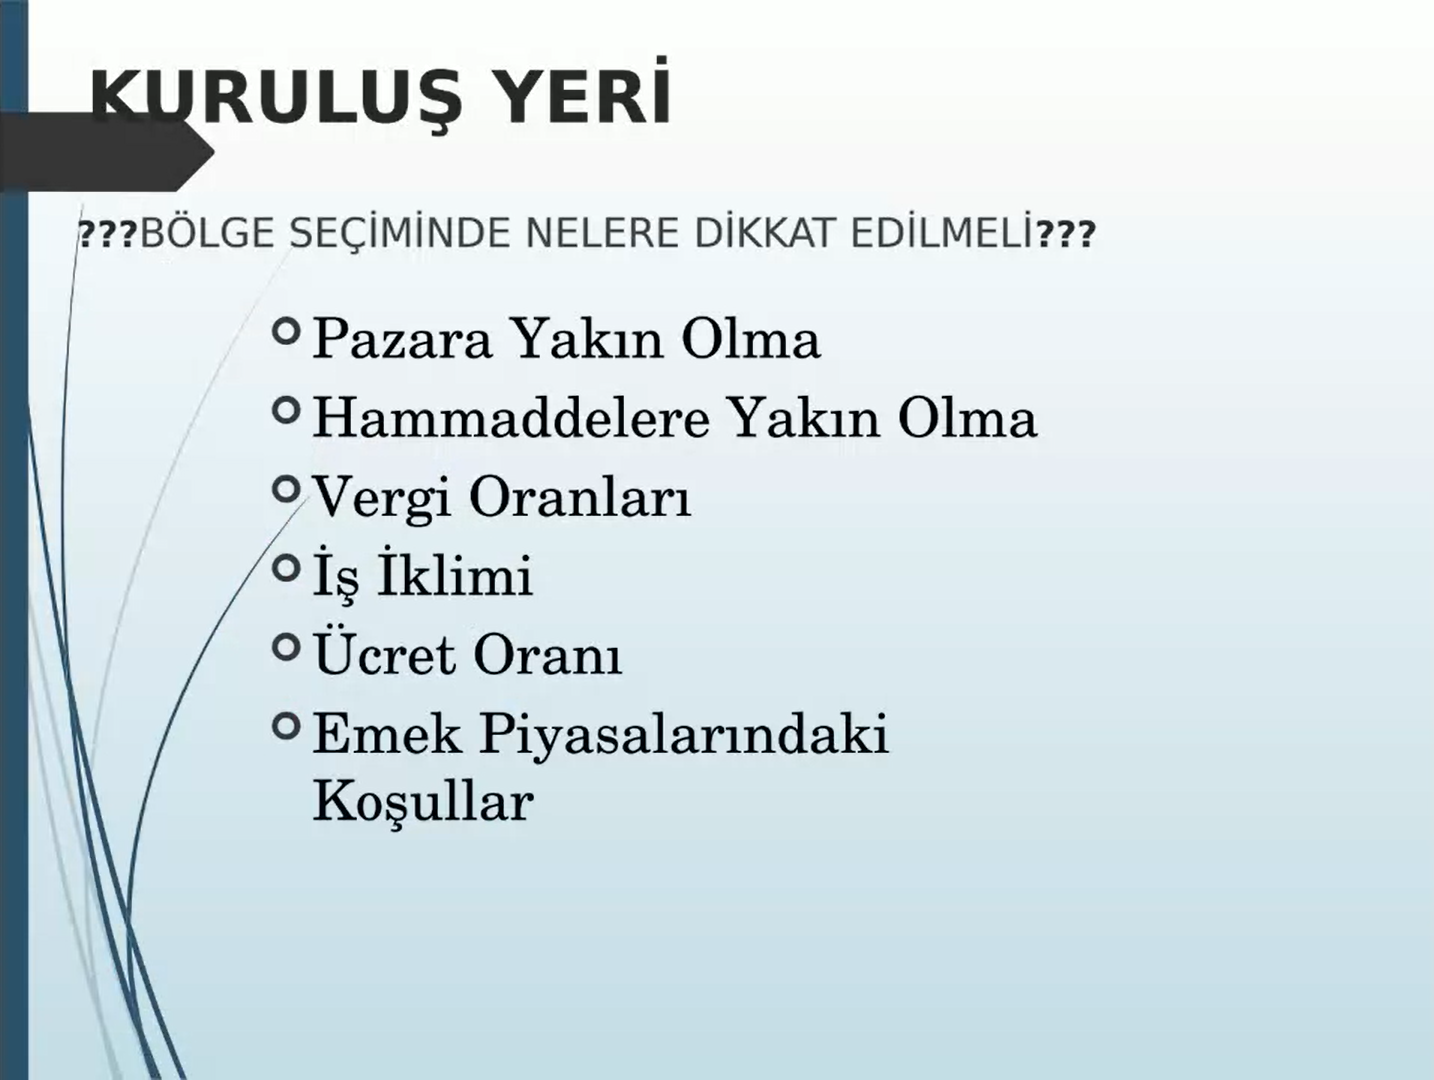 KURULUŞ YERİ
???BÖLGE SEÇİMİNDE NELERE DİKKAT EDİLMELİ???
Pazara Yakın Olma
Hammaddelere Yakın Olma
Vergi Oranları
İş İklimi
Ücret Oranı
Emek Piyasalarındaki
Koşullar